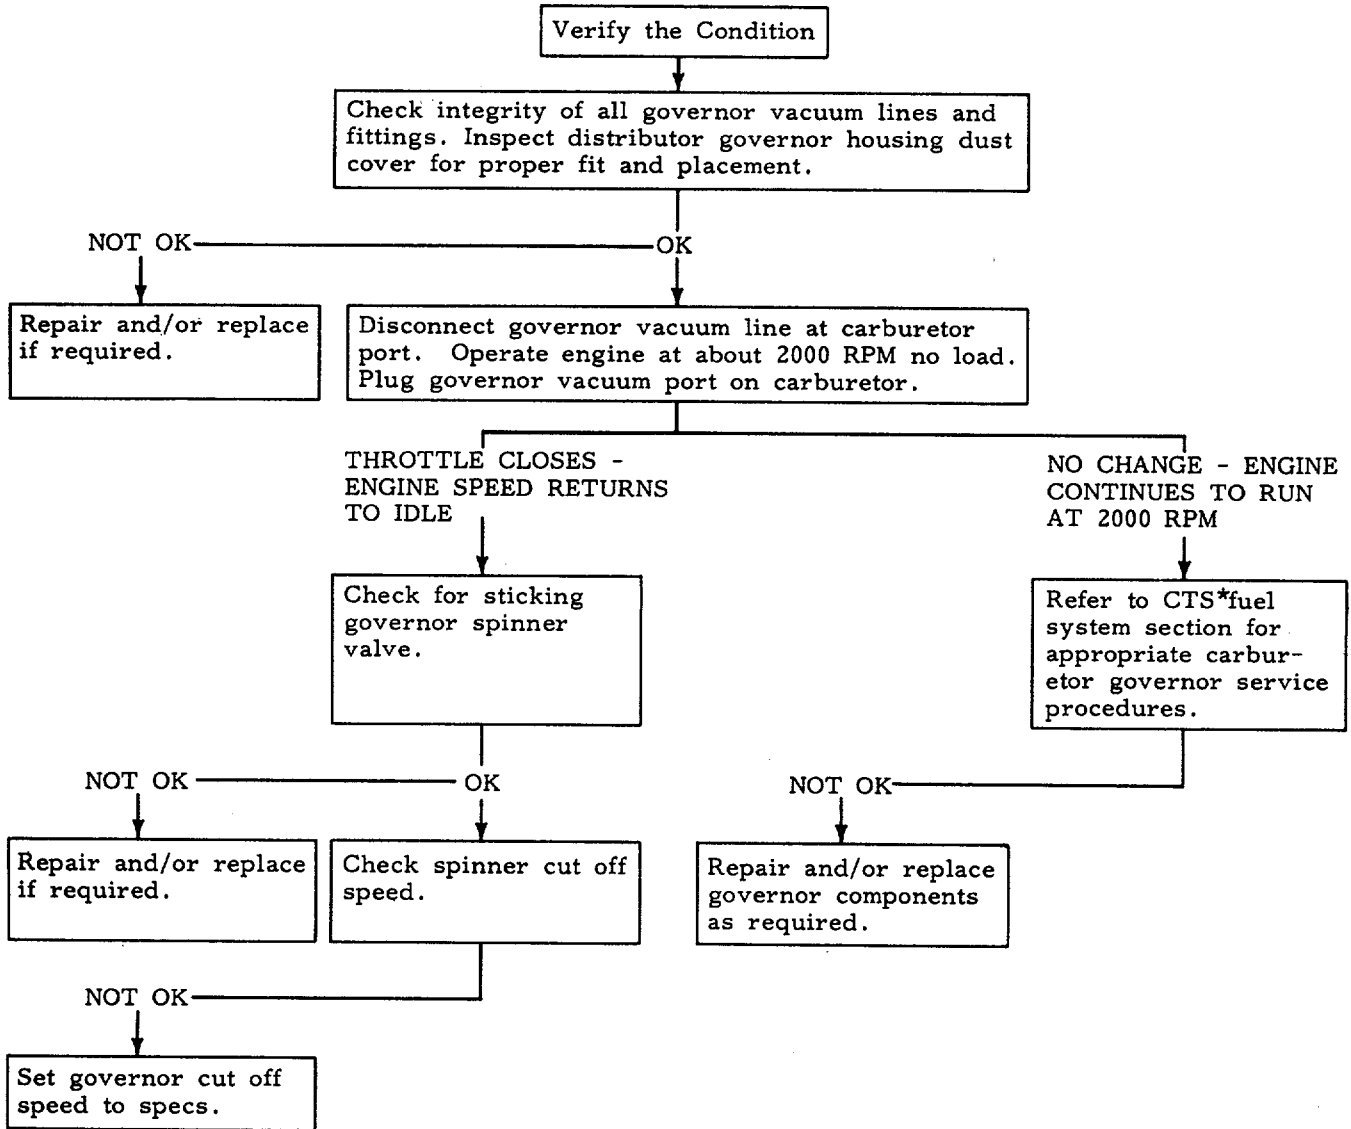 Verify the Condition
Check integrity of all governor vacuum lines and
fittings. Inspect distributor governor housing dust
cover for proper fit and placement.
NOT OK
OK
Repair and/or replace
if required.
Disconnect governor vacuum line at carburetor
port. Operate engine at about 2000 RPM no load.
Plug governor vacuum port on carburetor.
THROTTLE CLOSES -
ENGINE SPEED RETURNS
TO IDLE
NO CHANGE - ENGINE
CONTINUES TO RUN
AT 2000 RPM
Check for sticking
governor spinner
valve.
Refer to CTS*fuel
system section for
appropriate carbur-
etor governor service
procedures.
NOT OK
OK
NOT OK
Repair and/or replace
if required.
Check spinner cut off
speed.
Repair and/or replace
governor components
as required.
NOT OK
Set governor cut off
speed to specs.